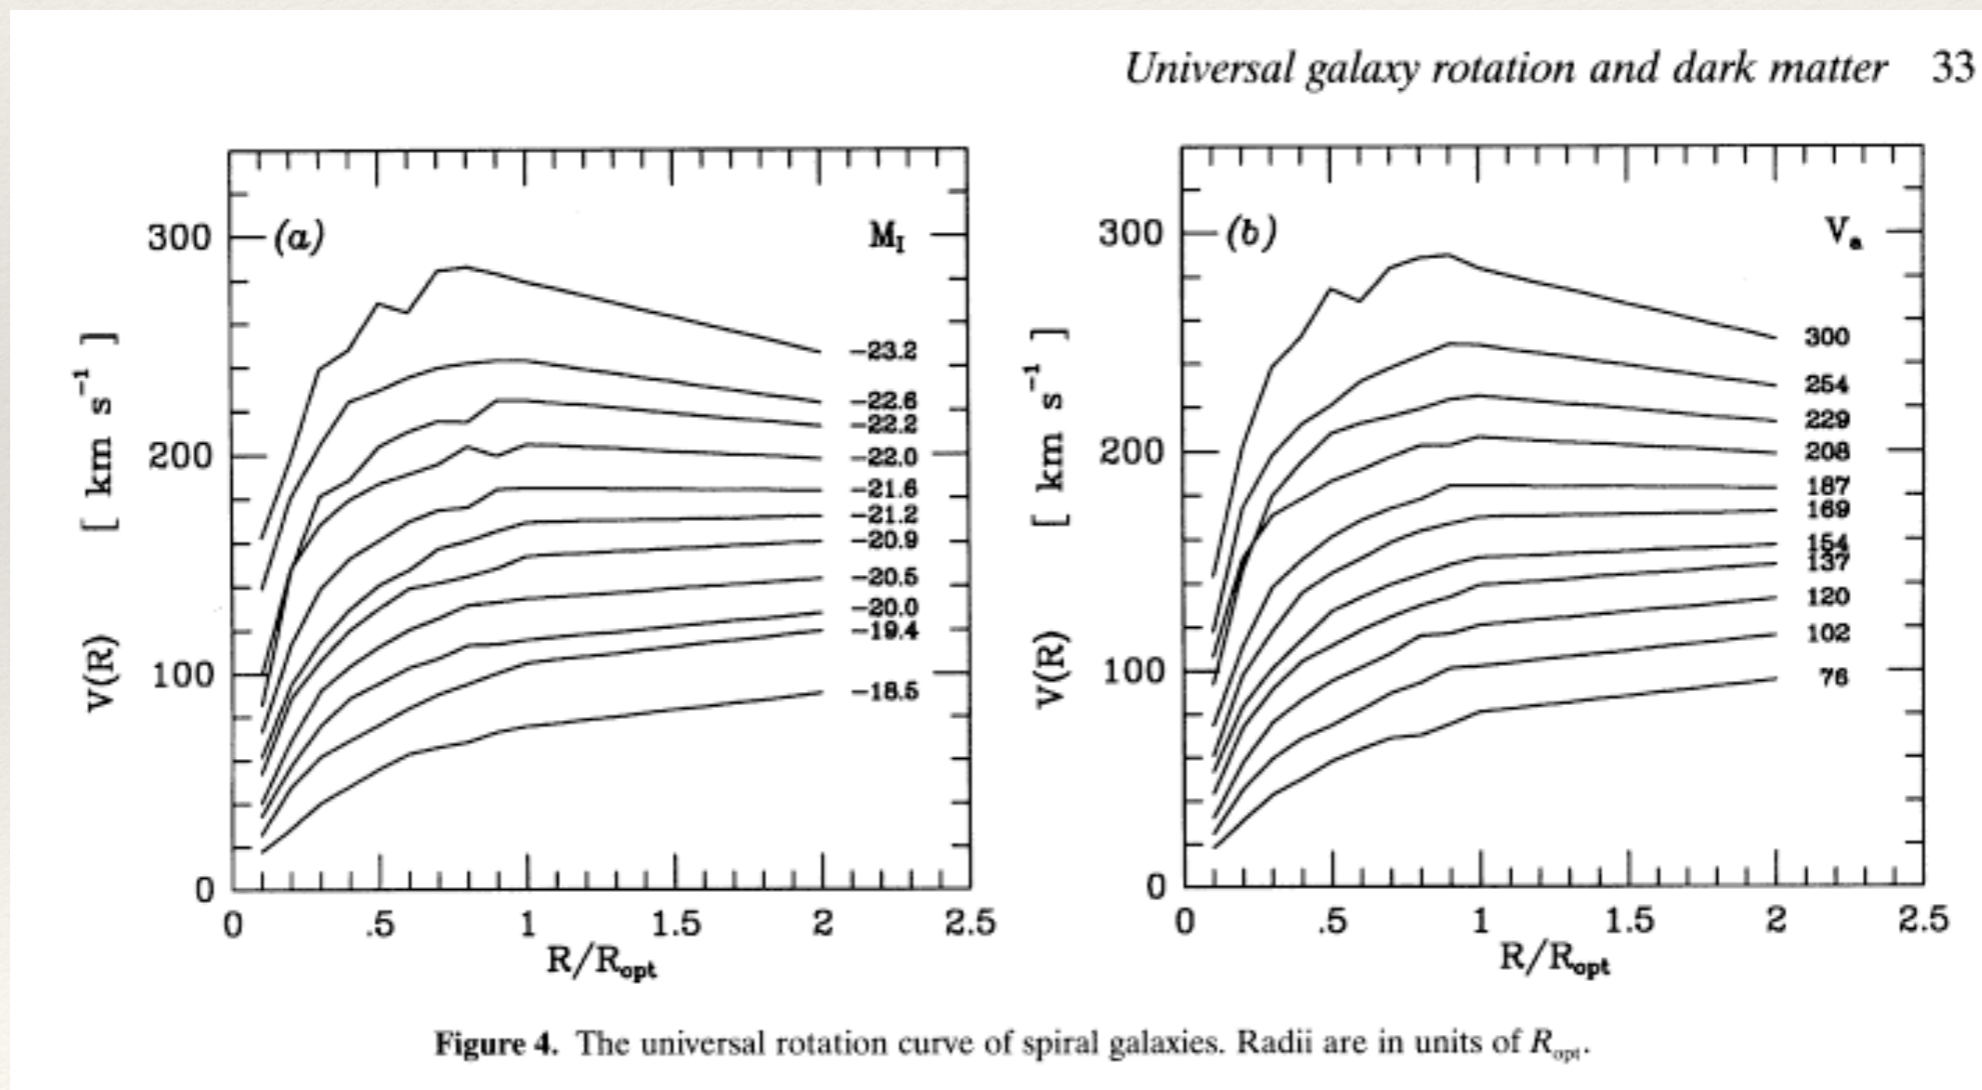 Universal galaxy rotation and dark matter 33
300
200
100
0
V(R) [ km s⁻¹ ]
(a)
M_I
-23.2
-22.6
-22.2
-22.0
-21.6
-21.2
-20.9
-20.5
-20.0
-19.4
-18.5
0 .5 1 1.5 2 2.5
R/R_opt
300
200
100
0
V(R) [ km s⁻¹ ]
(b)
V_a
300
254
229
208
187
169
154
137
120
102
76
0 .5 1 1.5 2 2.5
R/R_opt
Figure 4. The universal rotation curve of spiral galaxies. Radii are in units of R_opt.